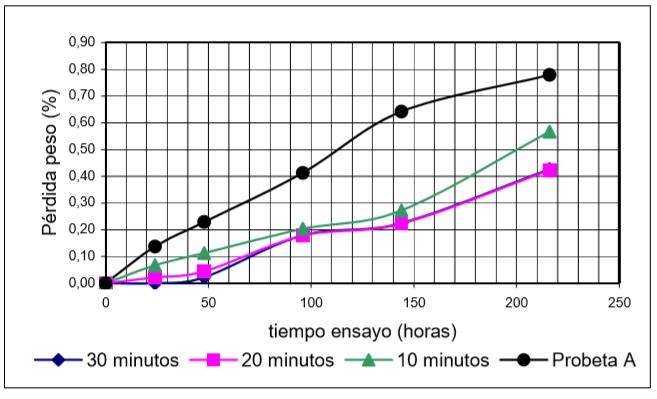 0,90
0,80
0,70
0,60
0,50
0,40
0,30
0,20
0,10
0,00
Pérdida peso (%)
0 50 100 150 200 250
tiempo ensayo (horas)
30 minutos 20 minutos 10 minutos Probeta A